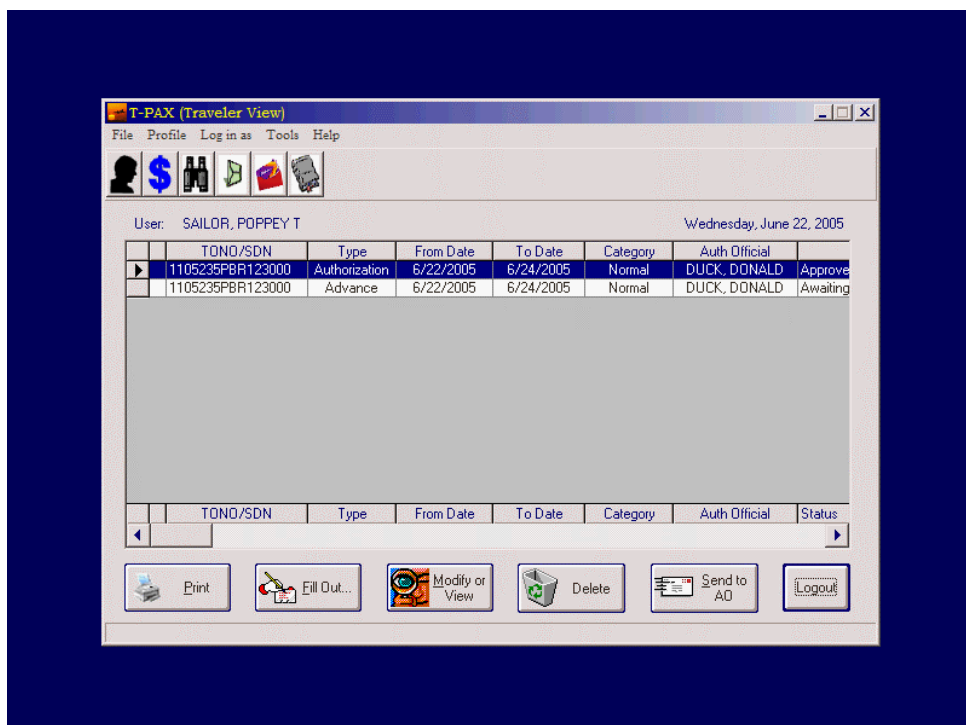 T-PAX (Traveler View)
File Profile Log in as Tools Help
User: SAILOR, POPPEY T Wednesday, June 22, 2005
TONO/SDN Type From Date To Date Category Auth Official
1105235PBR123000 Authorization 6/22/2005 6/24/2005 Normal DUCK, DONALD Approve
1105235PBR123000 Advance 6/22/2005 6/24/2005 Normal DUCK, DONALD Awaiting
TONO/SDN Type From Date To Date Category Auth Official Status
Print Fill Out... Modify or View Delete Send to AO Logout